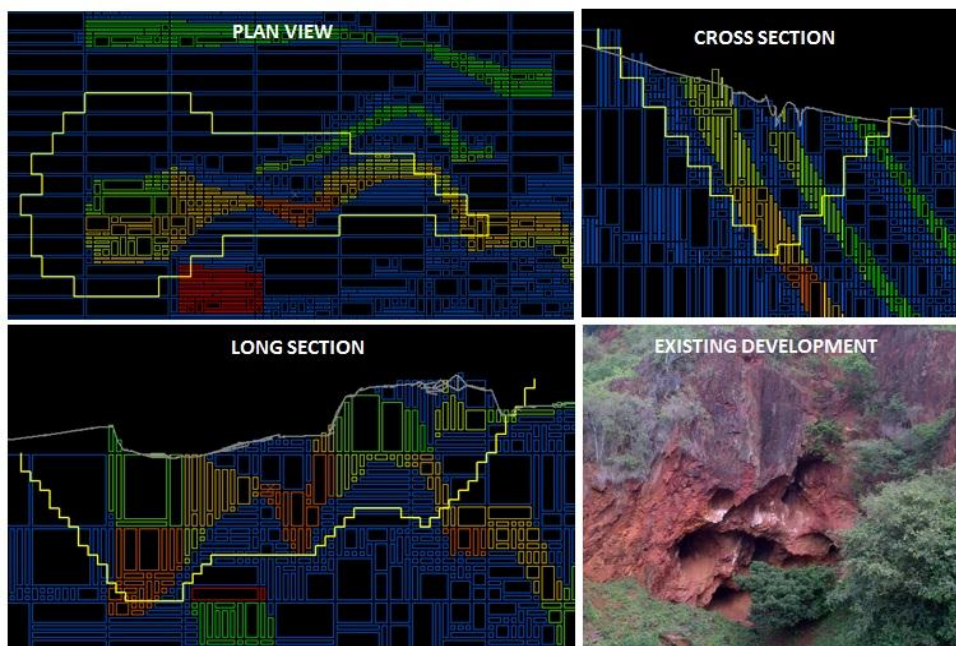 PLAN VIEW
CROSS SECTION
LONG SECTION
EXISTING DEVELOPMENT